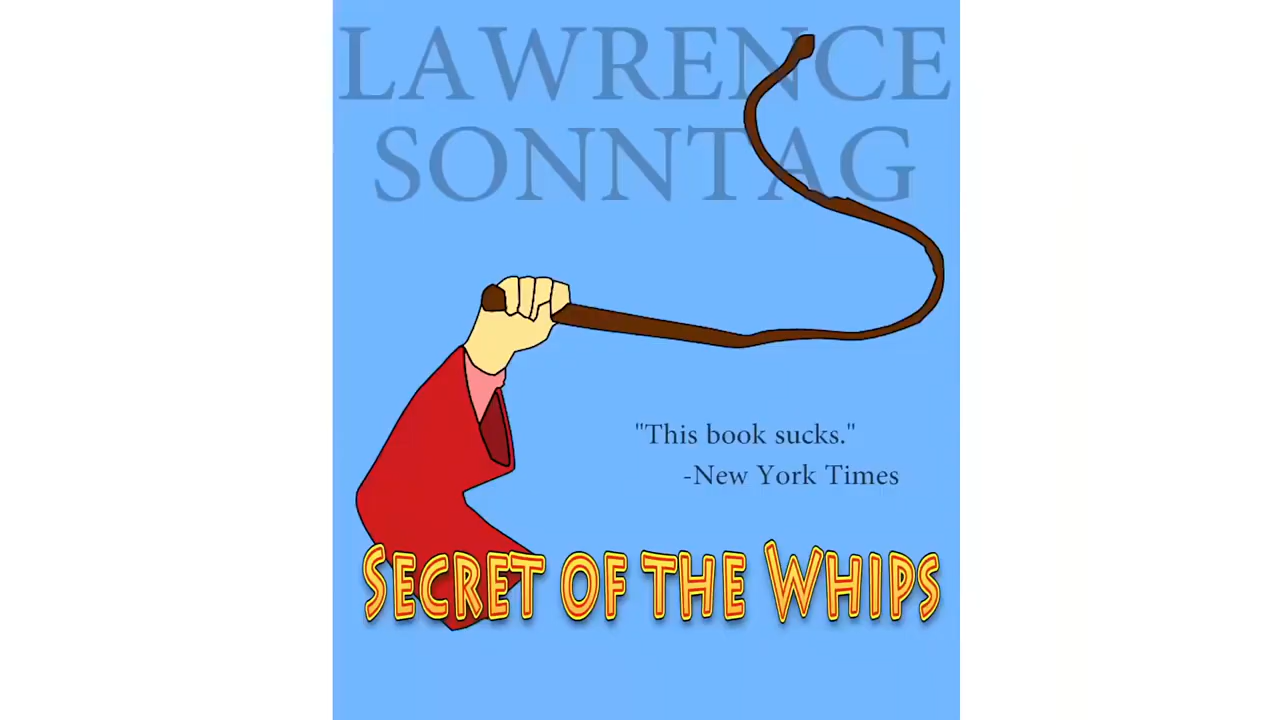 LAWRENCE
SONNTAG
"This book sucks."
-New York Times
Secret of the Whips